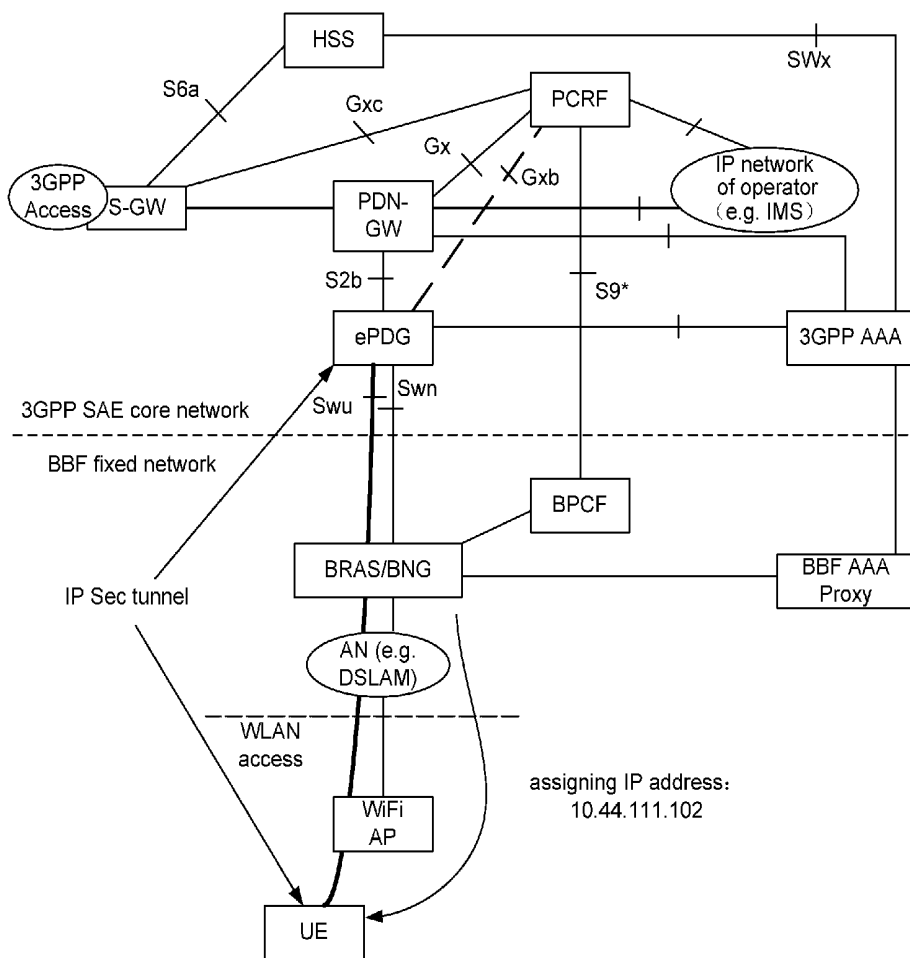 HSS
SWx
S6a
PCRF
Gxc
Gx
Gxb
IP network
of operator
（e.g. IMS）
3GPP
Access
S-GW
PDN-
GW
S2b
S9*
ePDG
3GPP AAA
Swn
Swu
3GPP SAE core network
BBF fixed network
BPCF
BRAS/BNG
BBF AAA
Proxy
IP Sec tunnel
AN (e.g.
DSLAM)
WLAN
access
assigning IP address：
10.44.111.102
WiFi
AP
UE